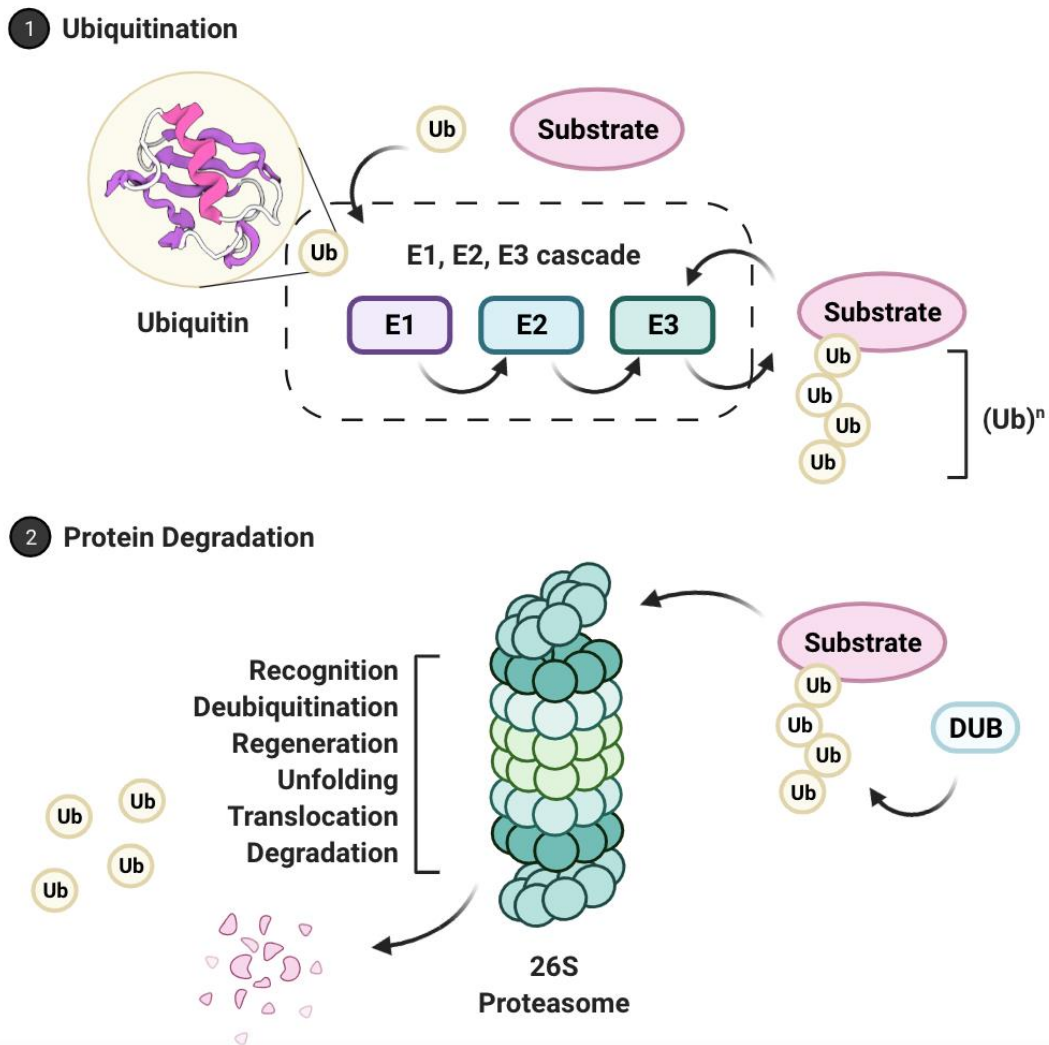 1 Ubiquitination
Ub
Substrate
Ub
E1, E2, E3 cascade
Ubiquitin
E1
E2
E3
Substrate
Ub
Ub
Ub
Ub
(Ub)ⁿ
2 Protein Degradation
Recognition
Deubiquitination
Regeneration
Unfolding
Translocation
Degradation
Substrate
Ub
Ub
Ub
Ub
DUB
Ub
Ub
Ub
Ub
26S
Proteasome